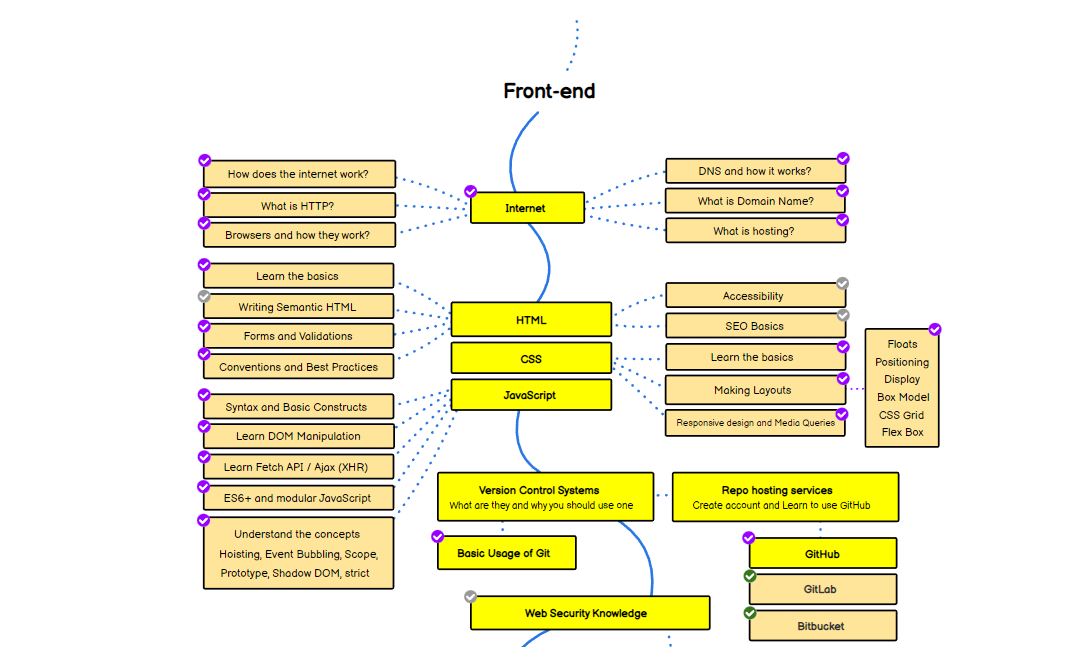 Front-end
How does the internet work?
What is HTTP?
Browsers and how they work?
Internet
DNS and how it works?
What is Domain Name?
What is hosting?
Learn the basics
Writing Semantic HTML
Forms and Validations
Conventions and Best Practices
HTML
CSS
JavaScript
Accessibility
SEO Basics
Learn the basics
Making Layouts
Responsive design and Media Queries
Floats
Positioning
Display
Box Model
CSS Grid
Flex Box
Syntax and Basic Constructs
Learn DOM Manipulation
Learn Fetch API / Ajax (XHR)
ES6+ and modular JavaScript
Understand the concepts
Hoisting, Event Bubbling, Scope,
Prototype, Shadow DOM, strict
Version Control Systems
What are they and why you should use one
Repo hosting services
Create account and Learn to use GitHub
Basic Usage of Git
GitHub
GitLab
Bitbucket
Web Security Knowledge